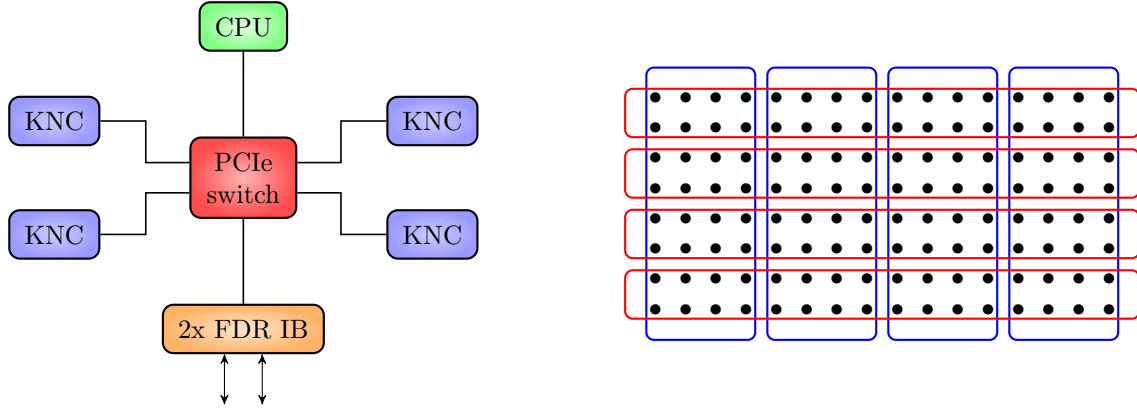 CPU
KNC
KNC
PCIe
switch
KNC
KNC
2x FDR IB